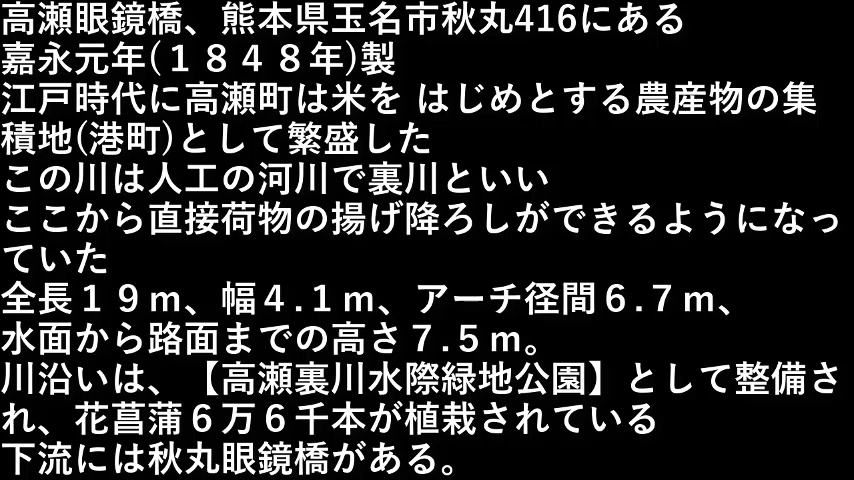 高瀬眼鏡橋、熊本県玉名市秋丸416にある
嘉永元年(１８４８年)製
江戸時代に高瀬町は米を はじめとする農産物の集
積地(港町)として繁盛した
この川は人工の河川で裏川といい
ここから直接荷物の揚げ降ろしができるようになっ
ていた
全長１９ｍ、幅４.１ｍ、アーチ径間６.７ｍ、
水面から路面までの高さ７.５ｍ。
川沿いは、【高瀬裏川水際緑地公園】として整備さ
れ、花菖蒲６万６千本が植栽されている
下流には秋丸眼鏡橋がある。